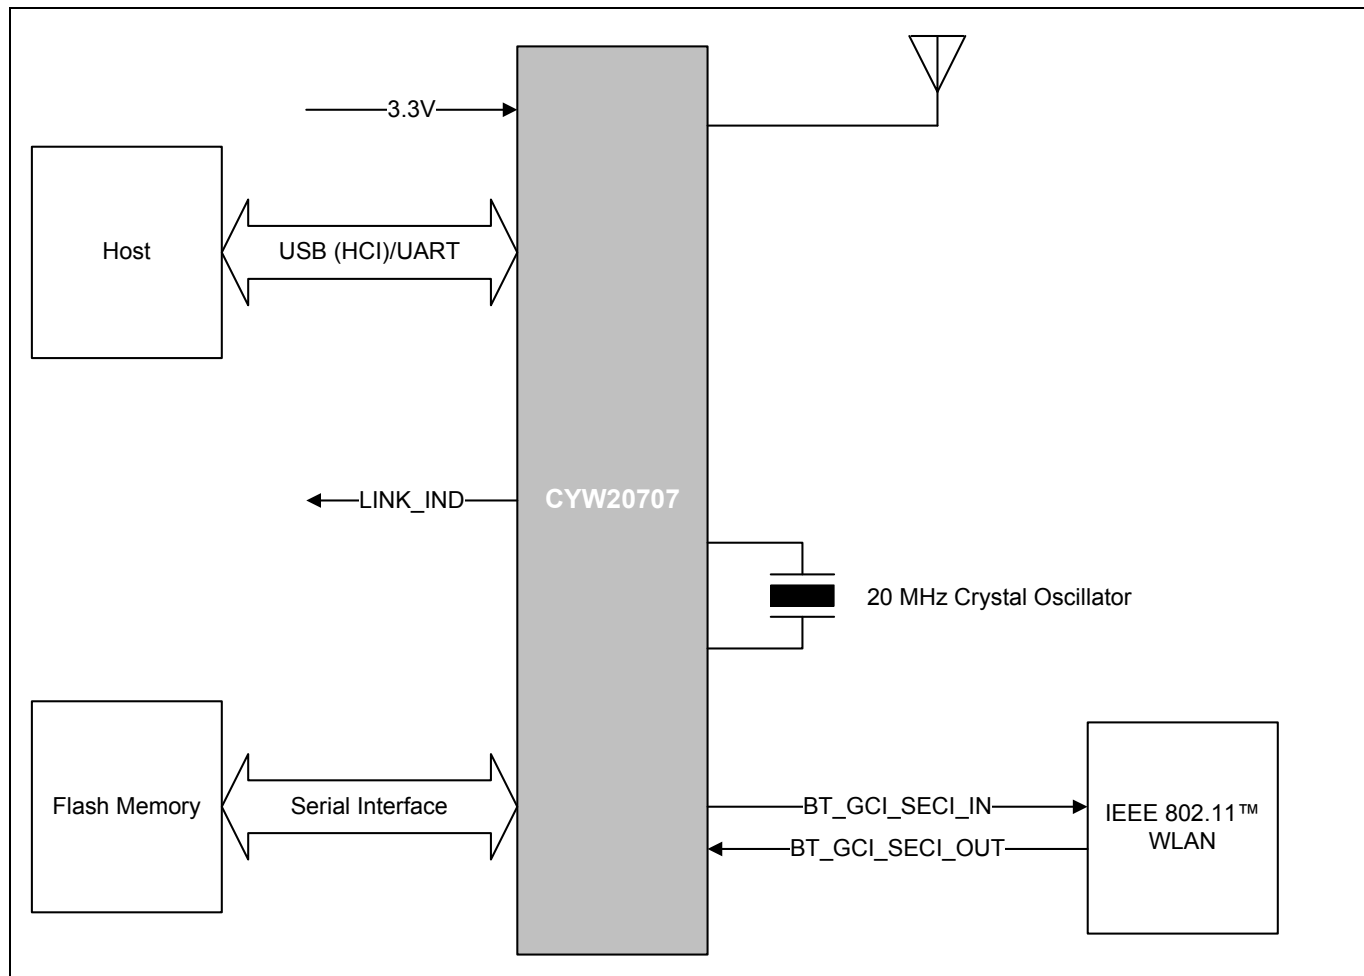 3.3V
Host
USB (HCI)/UART
LINK_IND
CYW20707
20 MHz Crystal Oscillator
Flash Memory
Serial Interface
BT_GCI_SECI_IN
BT_GCI_SECI_OUT
IEEE 802.11™
WLAN